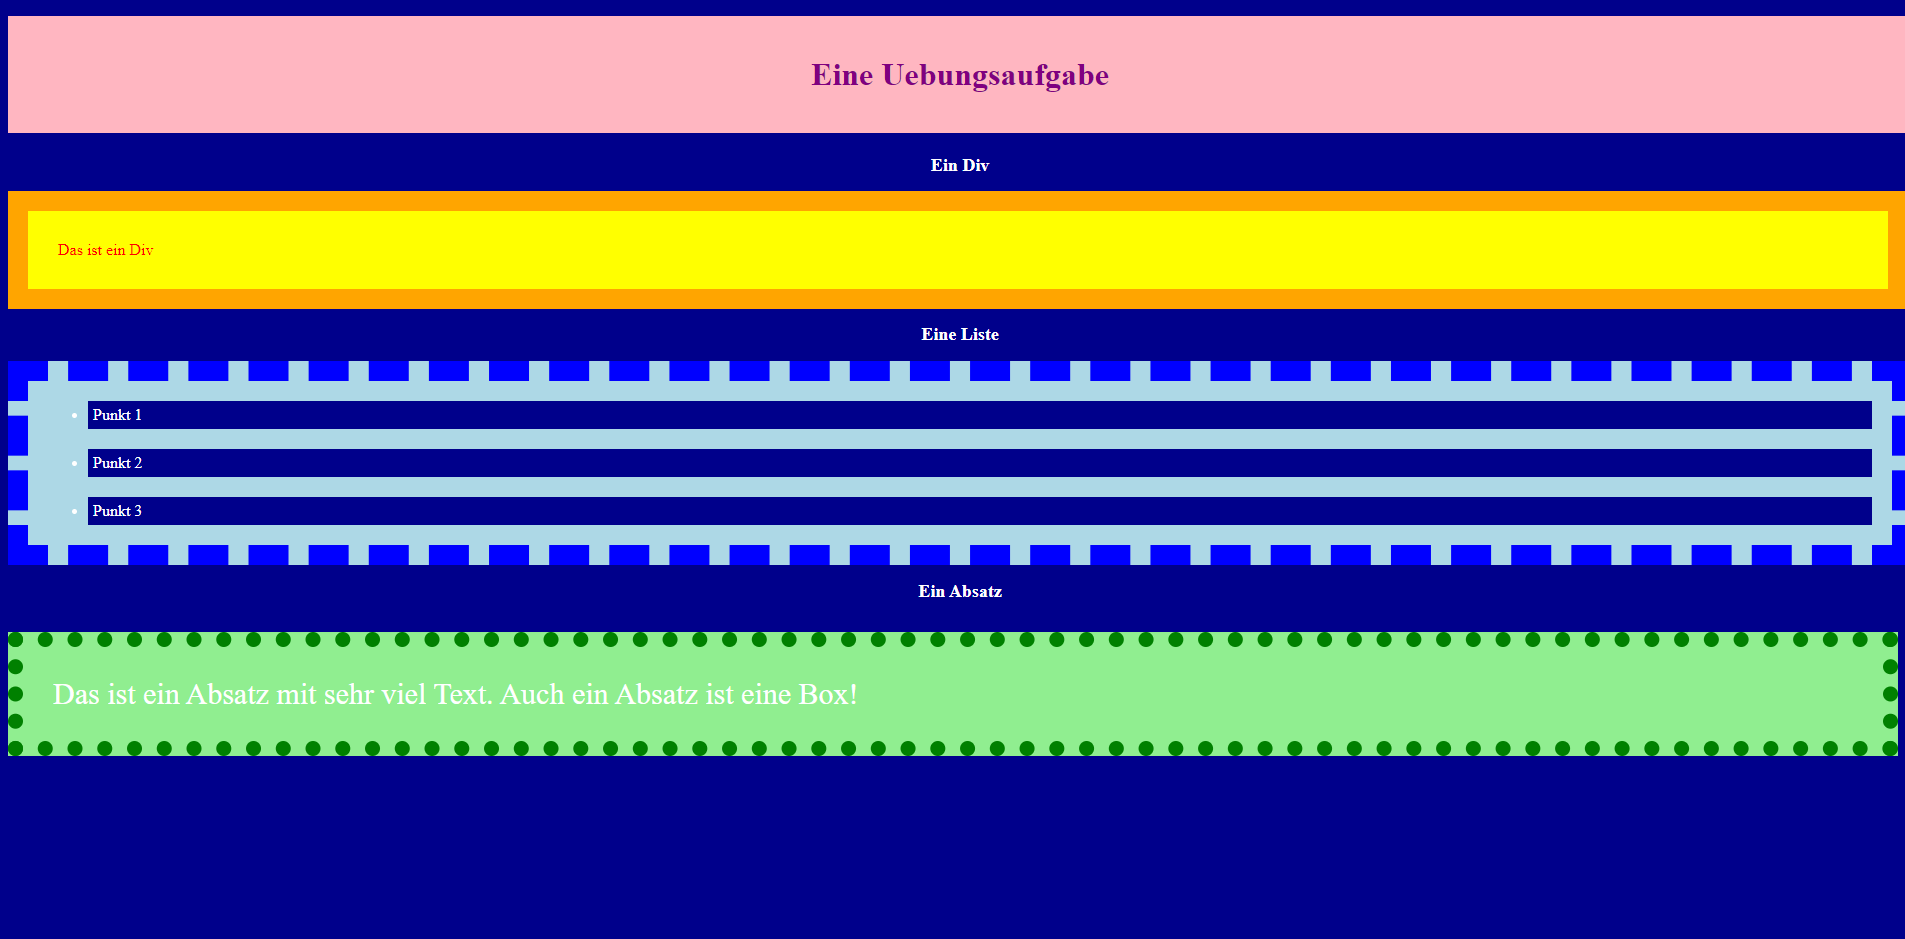 Eine Uebungsaufgabe
Ein Div
Das ist ein Div
Eine Liste
Punkt 1
Punkt 2
Punkt 3
Ein Absatz
Das ist ein Absatz mit sehr viel Text. Auch ein Absatz ist eine Box!